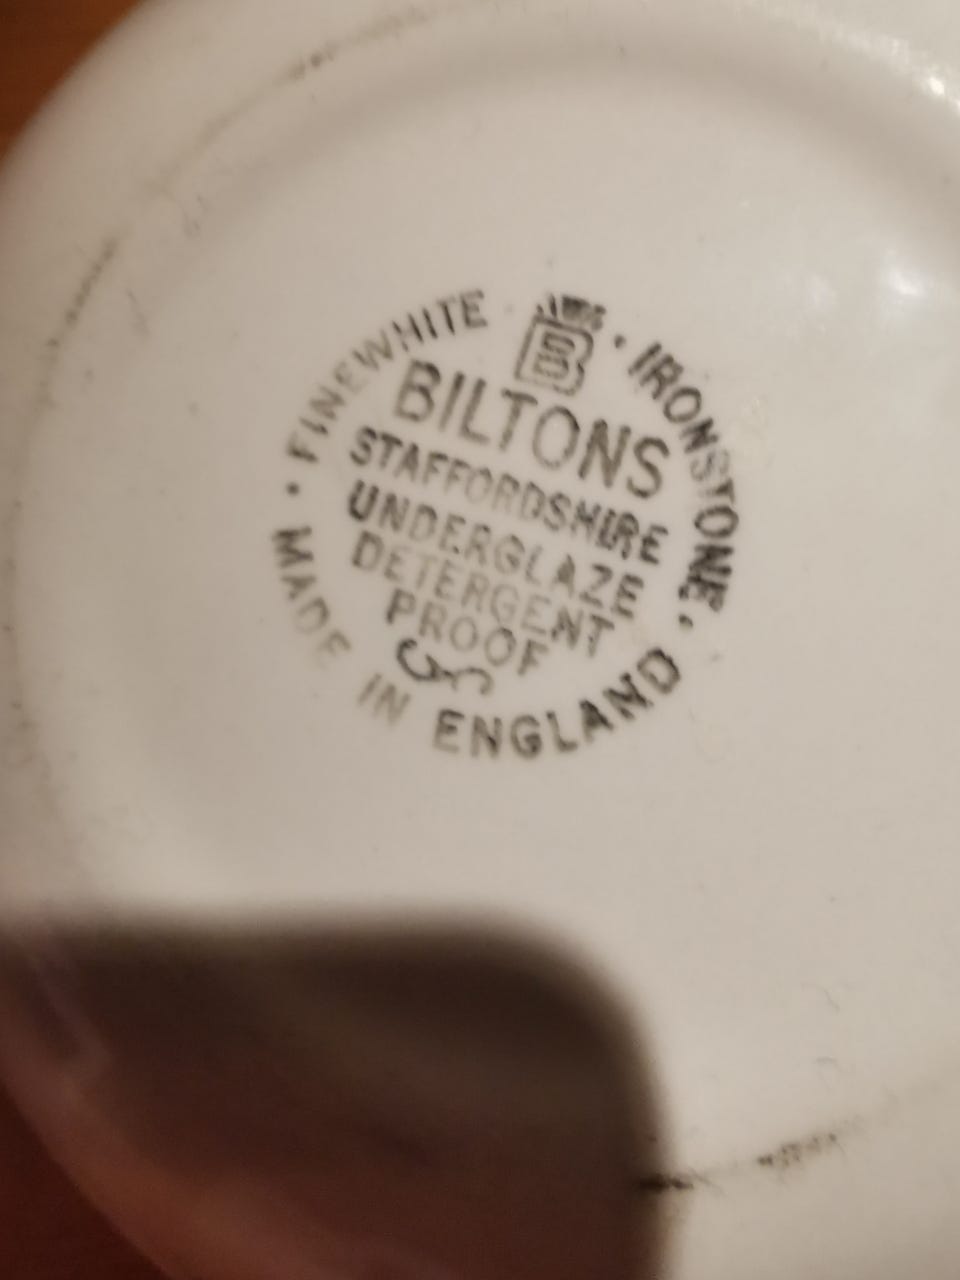 FINEWHITE · IRONSTONE ·
B
BILTONS
STAFFORDSHIRE
UNDERGLAZE
DETERGENT
PROOF
· MADE IN ENGLAND